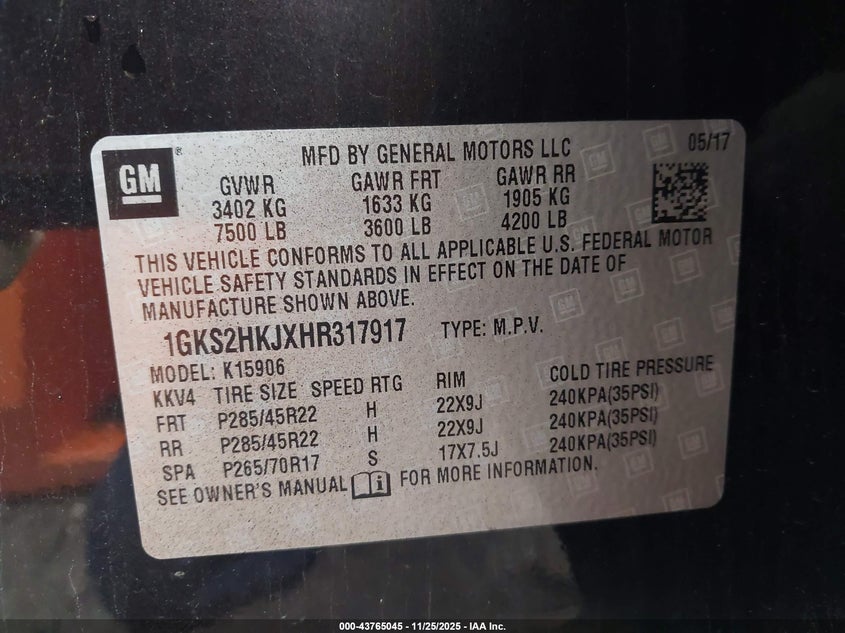 GM ®
MFD BY GENERAL MOTORS LLC
05/17
GVWR GAWR FRT GAWR RR
3402 KG 1633 KG 1905 KG
7500 LB 3600 LB 4200 LB
THIS VEHICLE CONFORMS TO ALL APPLICABLE U.S. FEDERAL MOTOR
VEHICLE SAFETY STANDARDS IN EFFECT ON THE DATE OF
MANUFACTURE SHOWN ABOVE.
1GKS2HKJXHR317917 TYPE: M.P.V.
MODEL: K15906
KKV4 TIRE SIZE SPEED RTG RIM COLD TIRE PRESSURE
FRT P285/45R22 H 22X9J 240KPA(35PSI)
RR P285/45R22 H 22X9J 240KPA(35PSI)
SPA P265/70R17 S 17X7.5J 240KPA(35PSI)
SEE OWNER'S MANUAL i FOR MORE INFORMATION.
000-43765045 - 11/25/2025 - IAA Inc.